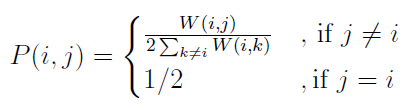 P(i,j) = { W(i,j) / 2 ∑_{k≠i} W(i,k) , if j ≠ i
1/2 , if j = i